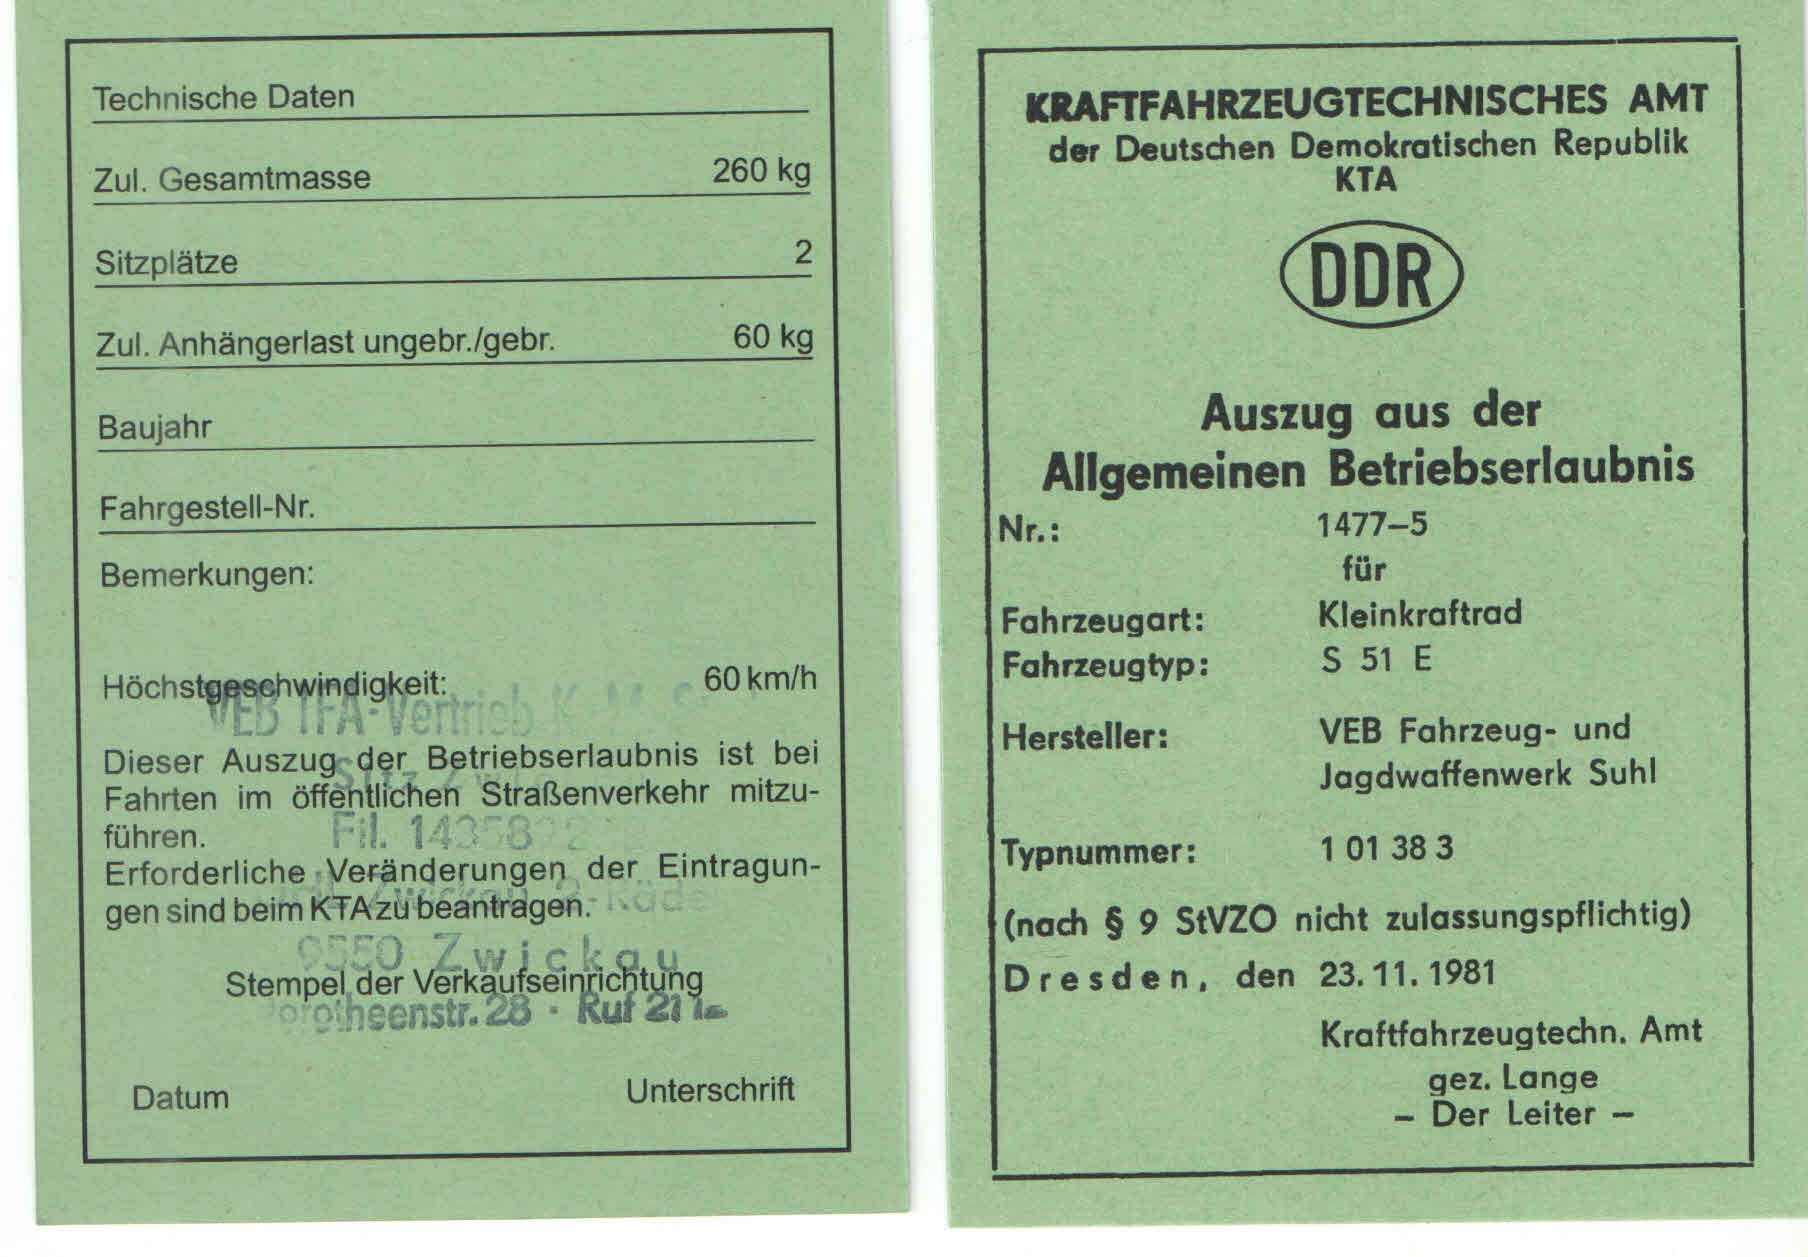 Technische Daten
Zul. Gesamtmasse 260 kg
Sitzplätze 2
Zul. Anhängerlast ungebr./gebr. 60 kg
Baujahr
Fahrgestell-Nr.
Bemerkungen:
Höchstgeschwindigkeit: 60 km/h
VEB IFA-Vertrieb
Dieser Auszug der Betriebserlaubnis ist bei
Sitz
Fahrten im öffentlichen Straßenverkehr mitzu-
führen.
Fil.
Erforderliche Veränderungen der Eintragun-
Zwickau
gen sind beim KTA zu beantragen.
9550 Zwickau
Stempel der Verkaufseinrichtung
28 · Ruf
Datum Unterschrift
KRAFTFAHRZEUGTECHNISCHES AMT
der Deutschen Demokratischen Republik
KTA
DDR
Auszug aus der
Allgemeinen Betriebserlaubnis
Nr.: 1477–5
für
Fahrzeugart: Kleinkraftrad
Fahrzeugtyp: S 51 E
Hersteller: VEB Fahrzeug- und
Jagdwaffenwerk Suhl
Typnummer: 1 01 38 3
(nach § 9 StVZO nicht zulassungspflichtig)
Dresden, den 23. 11. 1981
Kraftfahrzeugtechn. Amt
gez. Lange
– Der Leiter –